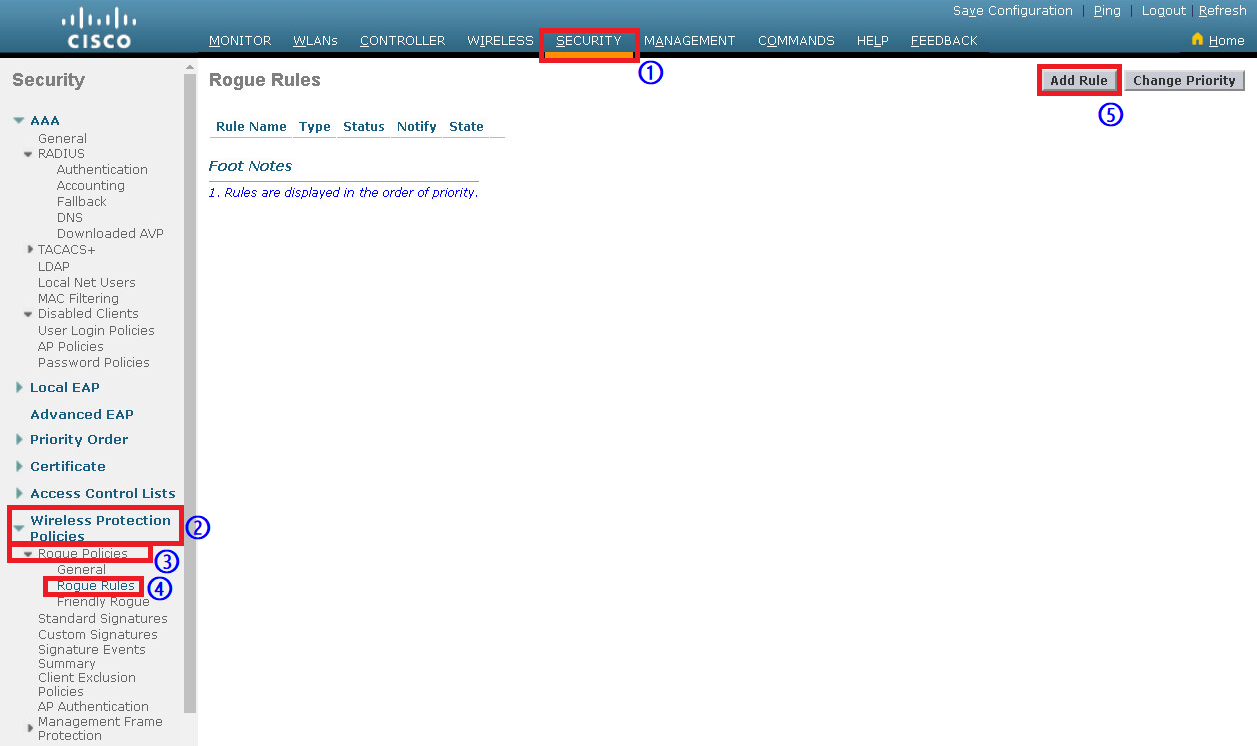 Save Configuration | Ping | Logout | Refresh
CISCO
MONITOR WLANs CONTROLLER WIRELESS SECURITY MANAGEMENT COMMANDS HELP FEEDBACK Home
①
Security
AAA
General
RADIUS
Authentication
Accounting
Fallback
DNS
Downloaded AVP
TACACS+
LDAP
Local Net Users
MAC Filtering
Disabled Clients
User Login Policies
AP Policies
Password Policies
Local EAP
Advanced EAP
Priority Order
Certificate
Access Control Lists
Wireless Protection
Policies
②
Rogue Policies
③
General
Rogue Rules
④
Friendly Rogue
Standard Signatures
Custom Signatures
Signature Events
Summary
Client Exclusion
Policies
AP Authentication
Management Frame
Protection
Rogue Rules
Add Rule Change Priority
⑤
Rule Name Type Status Notify State
Foot Notes
1. Rules are displayed in the order of priority.